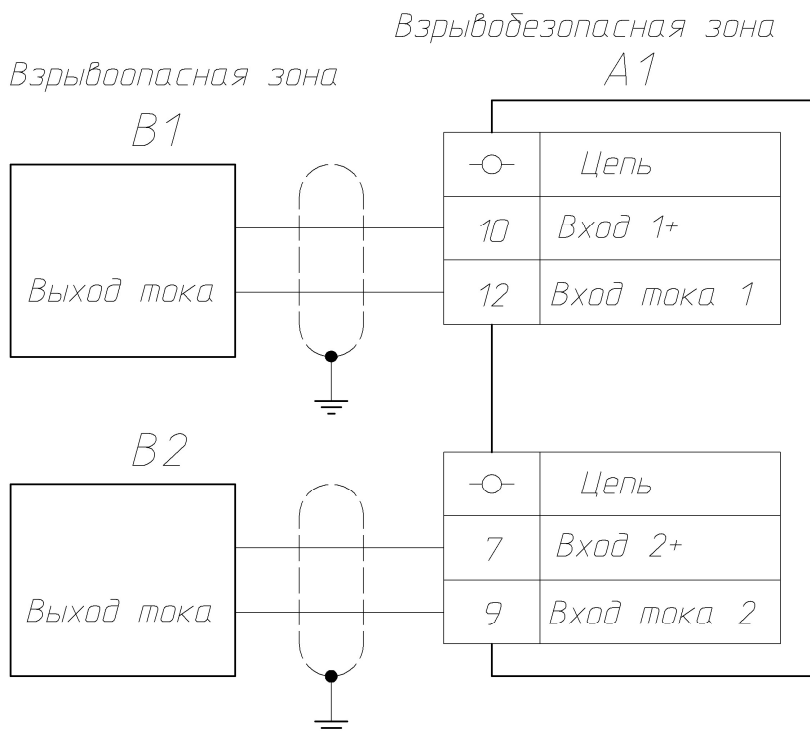 Взрывобезопасная зона
Взрывоопасная зона
A1
B1
Цепь
10 Вход 1+
Выход тока
12 Вход тока 1
B2
Цепь
7 Вход 2+
Выход тока
9 Вход тока 2